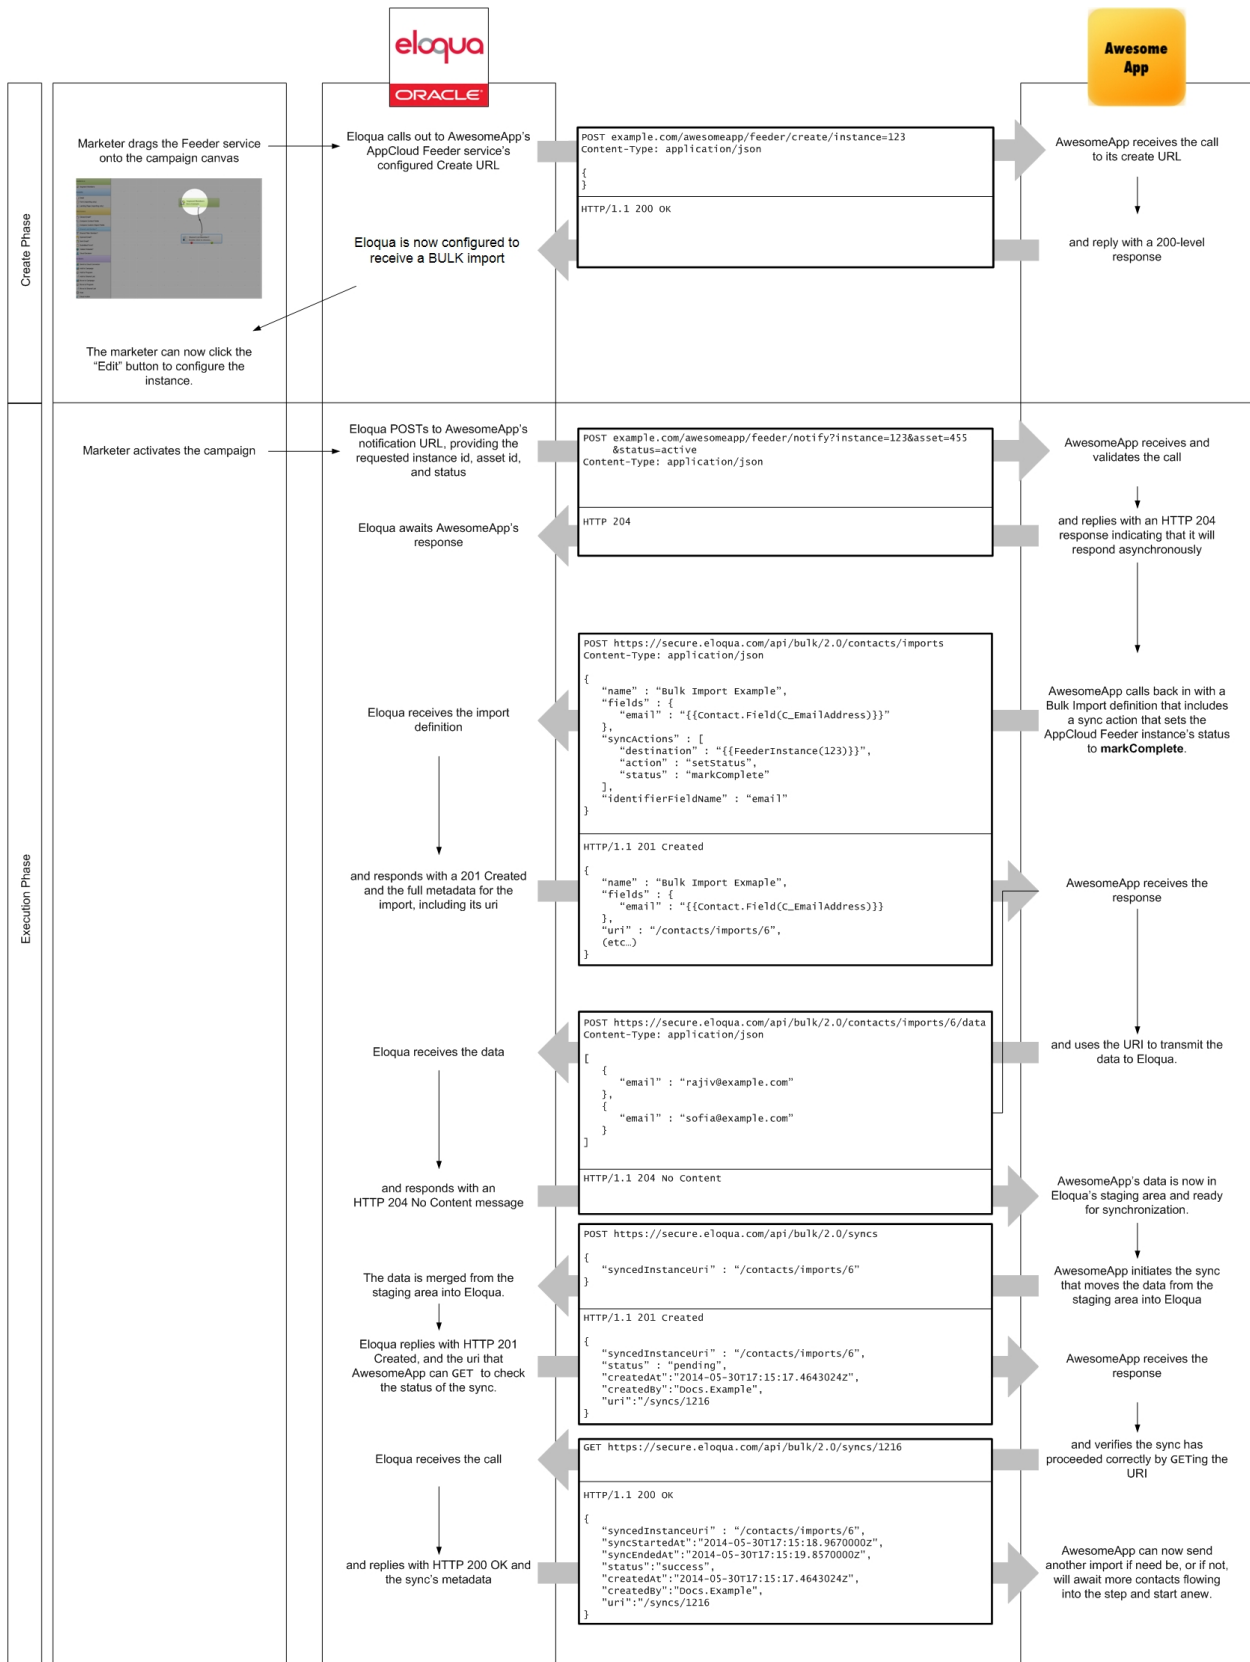 eloqua
ORACLE
Awesome
App
Create Phase
Marketer drags the Feeder service
onto the campaign canvas
Eloqua calls out to AwesomeApp's
AppCloud Feeder service's
configured Create URL
POST example.com/awesomeapp/feeder/create/instance=123
Content-Type: application/json
{
}
AwesomeApp receives the call
to its create URL
HTTP/1.1 200 OK
Eloqua is now configured to
receive a BULK import
and reply with a 200-level
response
The marketer can now click the
"Edit" button to configure the
instance.
Execution Phase
Marketer activates the campaign
Eloqua POSTs to AwesomeApp's
notification URL, providing the
requested instance id, asset id,
and status
POST example.com/awesomeapp/feeder/notify?instance=123&asset=455
&status=active
Content-Type: application/json
AwesomeApp receives and
validates the call
Eloqua awaits AwesomeApp's
response
HTTP 204
and replies with an HTTP 204
response indicating that it will
respond asynchronously
POST https://secure.eloqua.com/api/bulk/2.0/contacts/imports
Content-Type: application/json
{
"name" : "Bulk Import Example",
"fields" : {
"email" : "{{Contact.Field(C_EmailAddress)}}"
},
"syncActions" : [
"destination" : "{{FeederInstance(123)}}",
"action" : "setStatus",
"status" : "markComplete"
],
"identifierFieldName" : "email"
}
Eloqua receives the import
definition
AwesomeApp calls back in with a
Bulk Import definition that includes
a sync action that sets the
AppCloud Feeder instance's status
to markComplete.
HTTP/1.1 201 Created
{
"name" : "Bulk Import Exmaple",
"fields" : {
"email" : "{{Contact.Field(C_EmailAddress)}}
},
"uri" : "/contacts/imports/6",
(etc…)
}
and responds with a 201 Created
and the full metadata for the
import, including its uri
AwesomeApp receives the
response
POST https://secure.eloqua.com/api/bulk/2.0/contacts/imports/6/data
Content-Type: application/json
[
{
"email" : "rajiv@example.com"
},
{
"email" : "sofia@example.com"
}
]
Eloqua receives the data
and uses the URI to transmit the
data to Eloqua.
HTTP/1.1 204 No Content
and responds with an
HTTP 204 No Content message
AwesomeApp's data is now in
Eloqua's staging area and ready
for synchronization.
POST https://secure.eloqua.com/api/bulk/2.0/syncs
{
"syncedInstanceUri" : "/contacts/imports/6"
}
The data is merged from the
staging area into Eloqua.
AwesomeApp initiates the sync
that moves the data from the
staging area into Eloqua
HTTP/1.1 201 Created
{
"syncedInstanceUri" : "/contacts/imports/6",
"status" : "pending",
"createdAt":"2014-05-30T17:15:17.4643024Z",
"createdBy":"Docs.Example",
"uri":"/syncs/1216
}
Eloqua replies with HTTP 201
Created, and the uri that
AwesomeApp can GET to check
the status of the sync.
AwesomeApp receives the
response
GET https://secure.eloqua.com/api/bulk/2.0/syncs/1216
Eloqua receives the call
and verifies the sync has
proceeded correctly by GETing the
URI
HTTP/1.1 200 OK
{
"syncedInstanceUri" : "/contacts/imports/6",
"syncStartedAt":"2014-05-30T17:15:18.9670000Z",
"syncEndedAt":"2014-05-30T17:15:19.8570000Z",
"status":"success",
"createdAt":"2014-05-30T17:15:17.4643024Z",
"createdBy":"Docs.Example",
"uri":"/syncs/1216
}
and replies with HTTP 200 OK and
the sync's metadata
AwesomeApp can now send
another import if need be, or if not,
will await more contacts flowing
into the step and start anew.